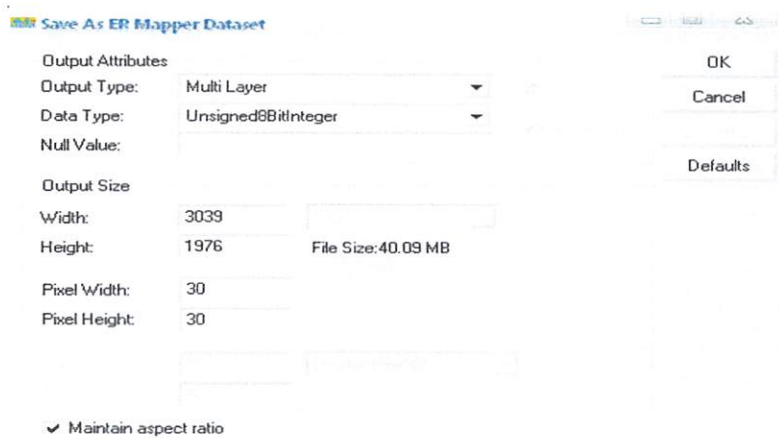 Save As ER Mapper Dataset
Output Attributes
Output Type: Multi Layer
Data Type: Unsigned8BitInteger
Null Value:
Output Size
Width: 3039
Height: 1976 File Size:40.09 MB
Pixel Width: 30
Pixel Height: 30
Maintain aspect ratio
OK
Cancel
Defaults